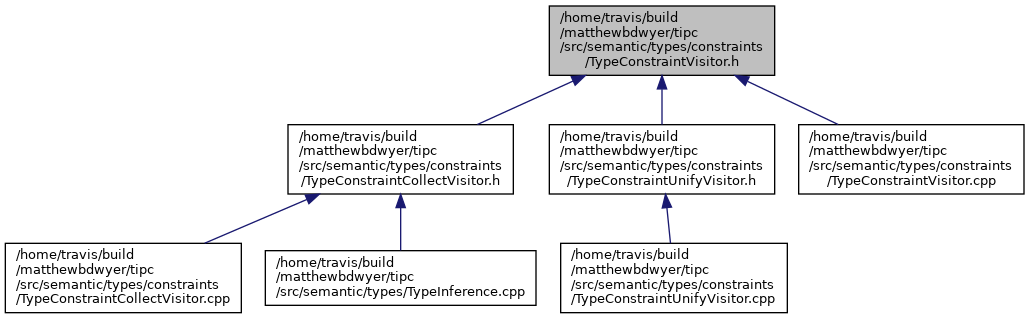 /home/travis/build
/matthewbdwyer/tipc
/src/semantic/types/constraints
/TypeConstraintVisitor.h
/home/travis/build
/matthewbdwyer/tipc
/src/semantic/types/constraints
/TypeConstraintCollectVisitor.h
/home/travis/build
/matthewbdwyer/tipc
/src/semantic/types/constraints
/TypeConstraintUnifyVisitor.h
/home/travis/build
/matthewbdwyer/tipc
/src/semantic/types/constraints
/TypeConstraintVisitor.cpp
/home/travis/build
/matthewbdwyer/tipc
/src/semantic/types/constraints
/TypeConstraintCollectVisitor.cpp
/home/travis/build
/matthewbdwyer/tipc
/src/semantic/types/TypeInference.cpp
/home/travis/build
/matthewbdwyer/tipc
/src/semantic/types/constraints
/TypeConstraintUnifyVisitor.cpp